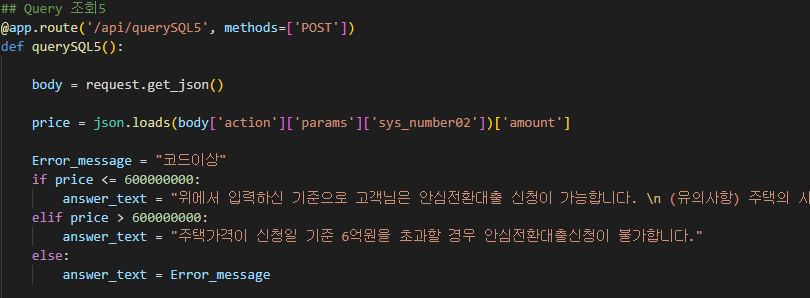 ## Query 조회5
@app.route('/api/querySQL5', methods=['POST'])
def querySQL5():
body = request.get_json()
price = json.loads(body['action']['params']['sys_number02'])['amount']
Error_message = "코드이상"
if price <= 600000000:
answer_text = "위에서 입력하신 기준으로 고객님은 안심전환대출 신청이 가능합니다. \n (유의사항) 주택의 시
elif price > 600000000:
answer_text = "주택가격이 신청일 기준 6억원을 초과할 경우 안심전환대출신청이 불가합니다."
else:
answer_text = Error_message